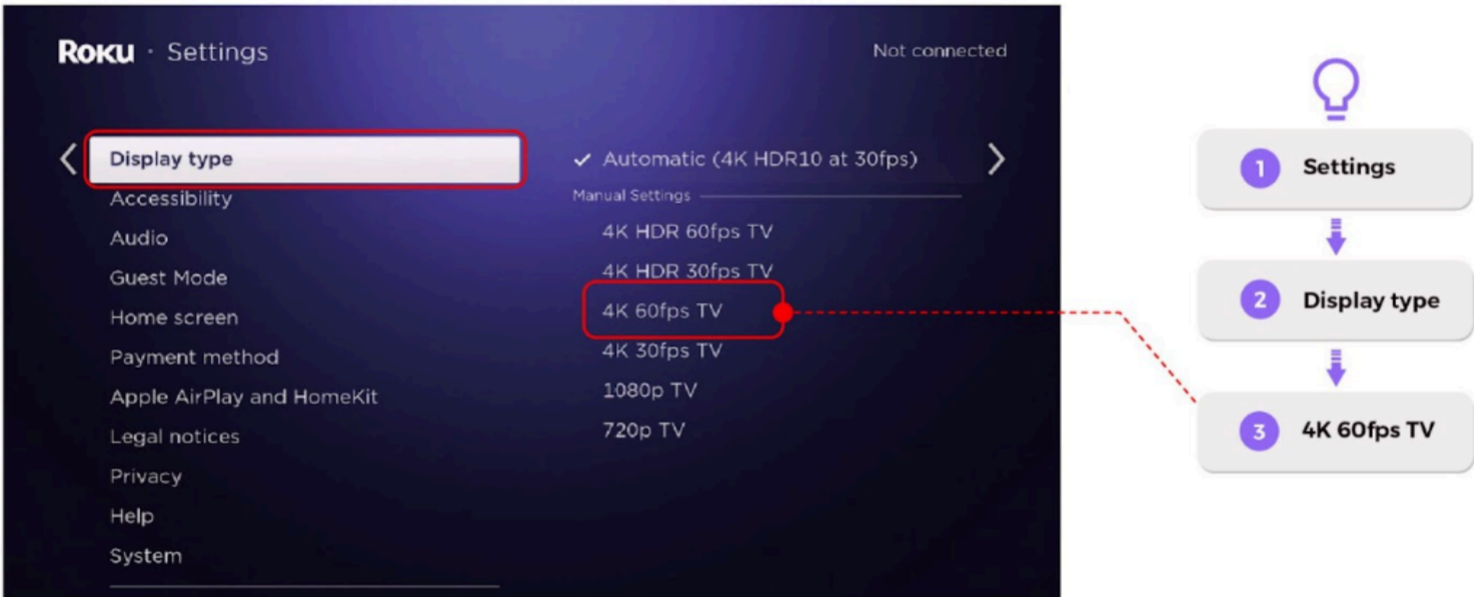 Roku · Settings
Not connected
Display type
Accessibility
Audio
Guest Mode
Home screen
Payment method
Apple AirPlay and HomeKit
Legal notices
Privacy
Help
System
✓ Automatic (4K HDR10 at 30fps)
Manual Settings
4K HDR 60fps TV
4K HDR 30fps TV
4K 60fps TV
4K 30fps TV
1080p TV
720p TV
1 Settings
2 Display type
3 4K 60fps TV